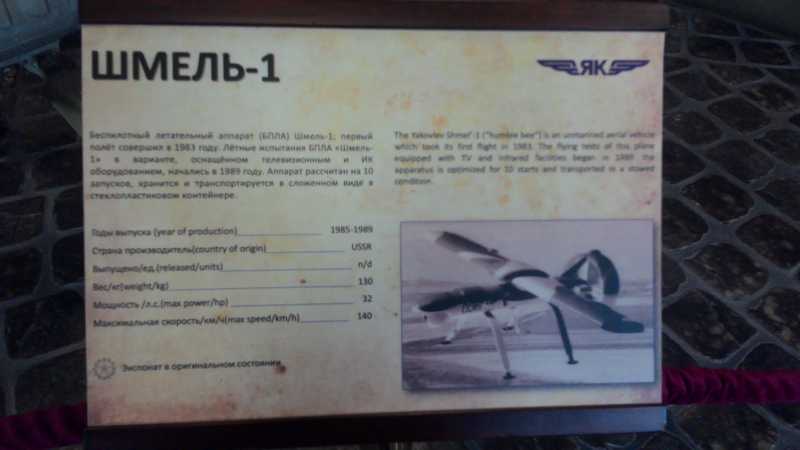 ШМЕЛЬ-1
ЯК
Беспилотный летательный аппарат (БПЛА) Шмель-1; первый
полёт совершил в 1983 году. Лётные испытания БПЛА «Шмель-
1» в варианте, оснащённом телевизионным и ИК
оборудованием, начались в 1989 году. Аппарат рассчитан на 10
запусков, хранится и транспортируется в сложенном виде в
стеклопластиковом контейнере.
The Yakovlev Shmel'-1 ("humble bee") is an unmanned aerial vehicle
which took its first flight in 1983. The flying tests of this plane
equipped with TV and infrared facilities began in 1989. the
apparatus is optimized for 10 starts and transported in a stowed
condition.
Годы выпуска (year of production) 1985-1989
Страна производитель(country of origin) USSR
Выпущено/ед.(released/units) n/d
Вес/кг(weight/kg) 130
Мощность /л.с.(max power/hp) 32
Максимальная скорость/км/ч(max speed/km/h) 140
Экспонат в оригинальном состоянии